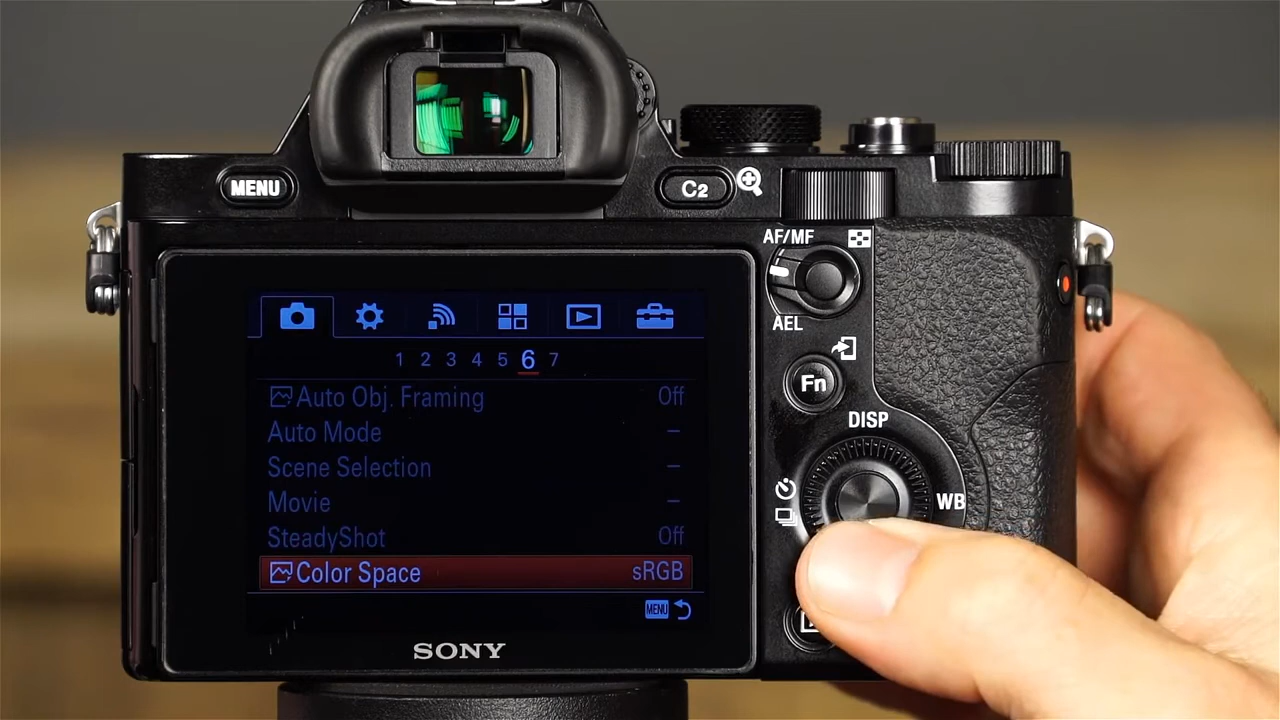 MENU
C2
AF/MF
AEL
1 2 3 4 5 6 7
Auto Obj. Framing Off
Auto Mode –
Scene Selection –
Movie –
SteadyShot Off
Color Space sRGB
MENU
Fn
DISP
WB
SONY